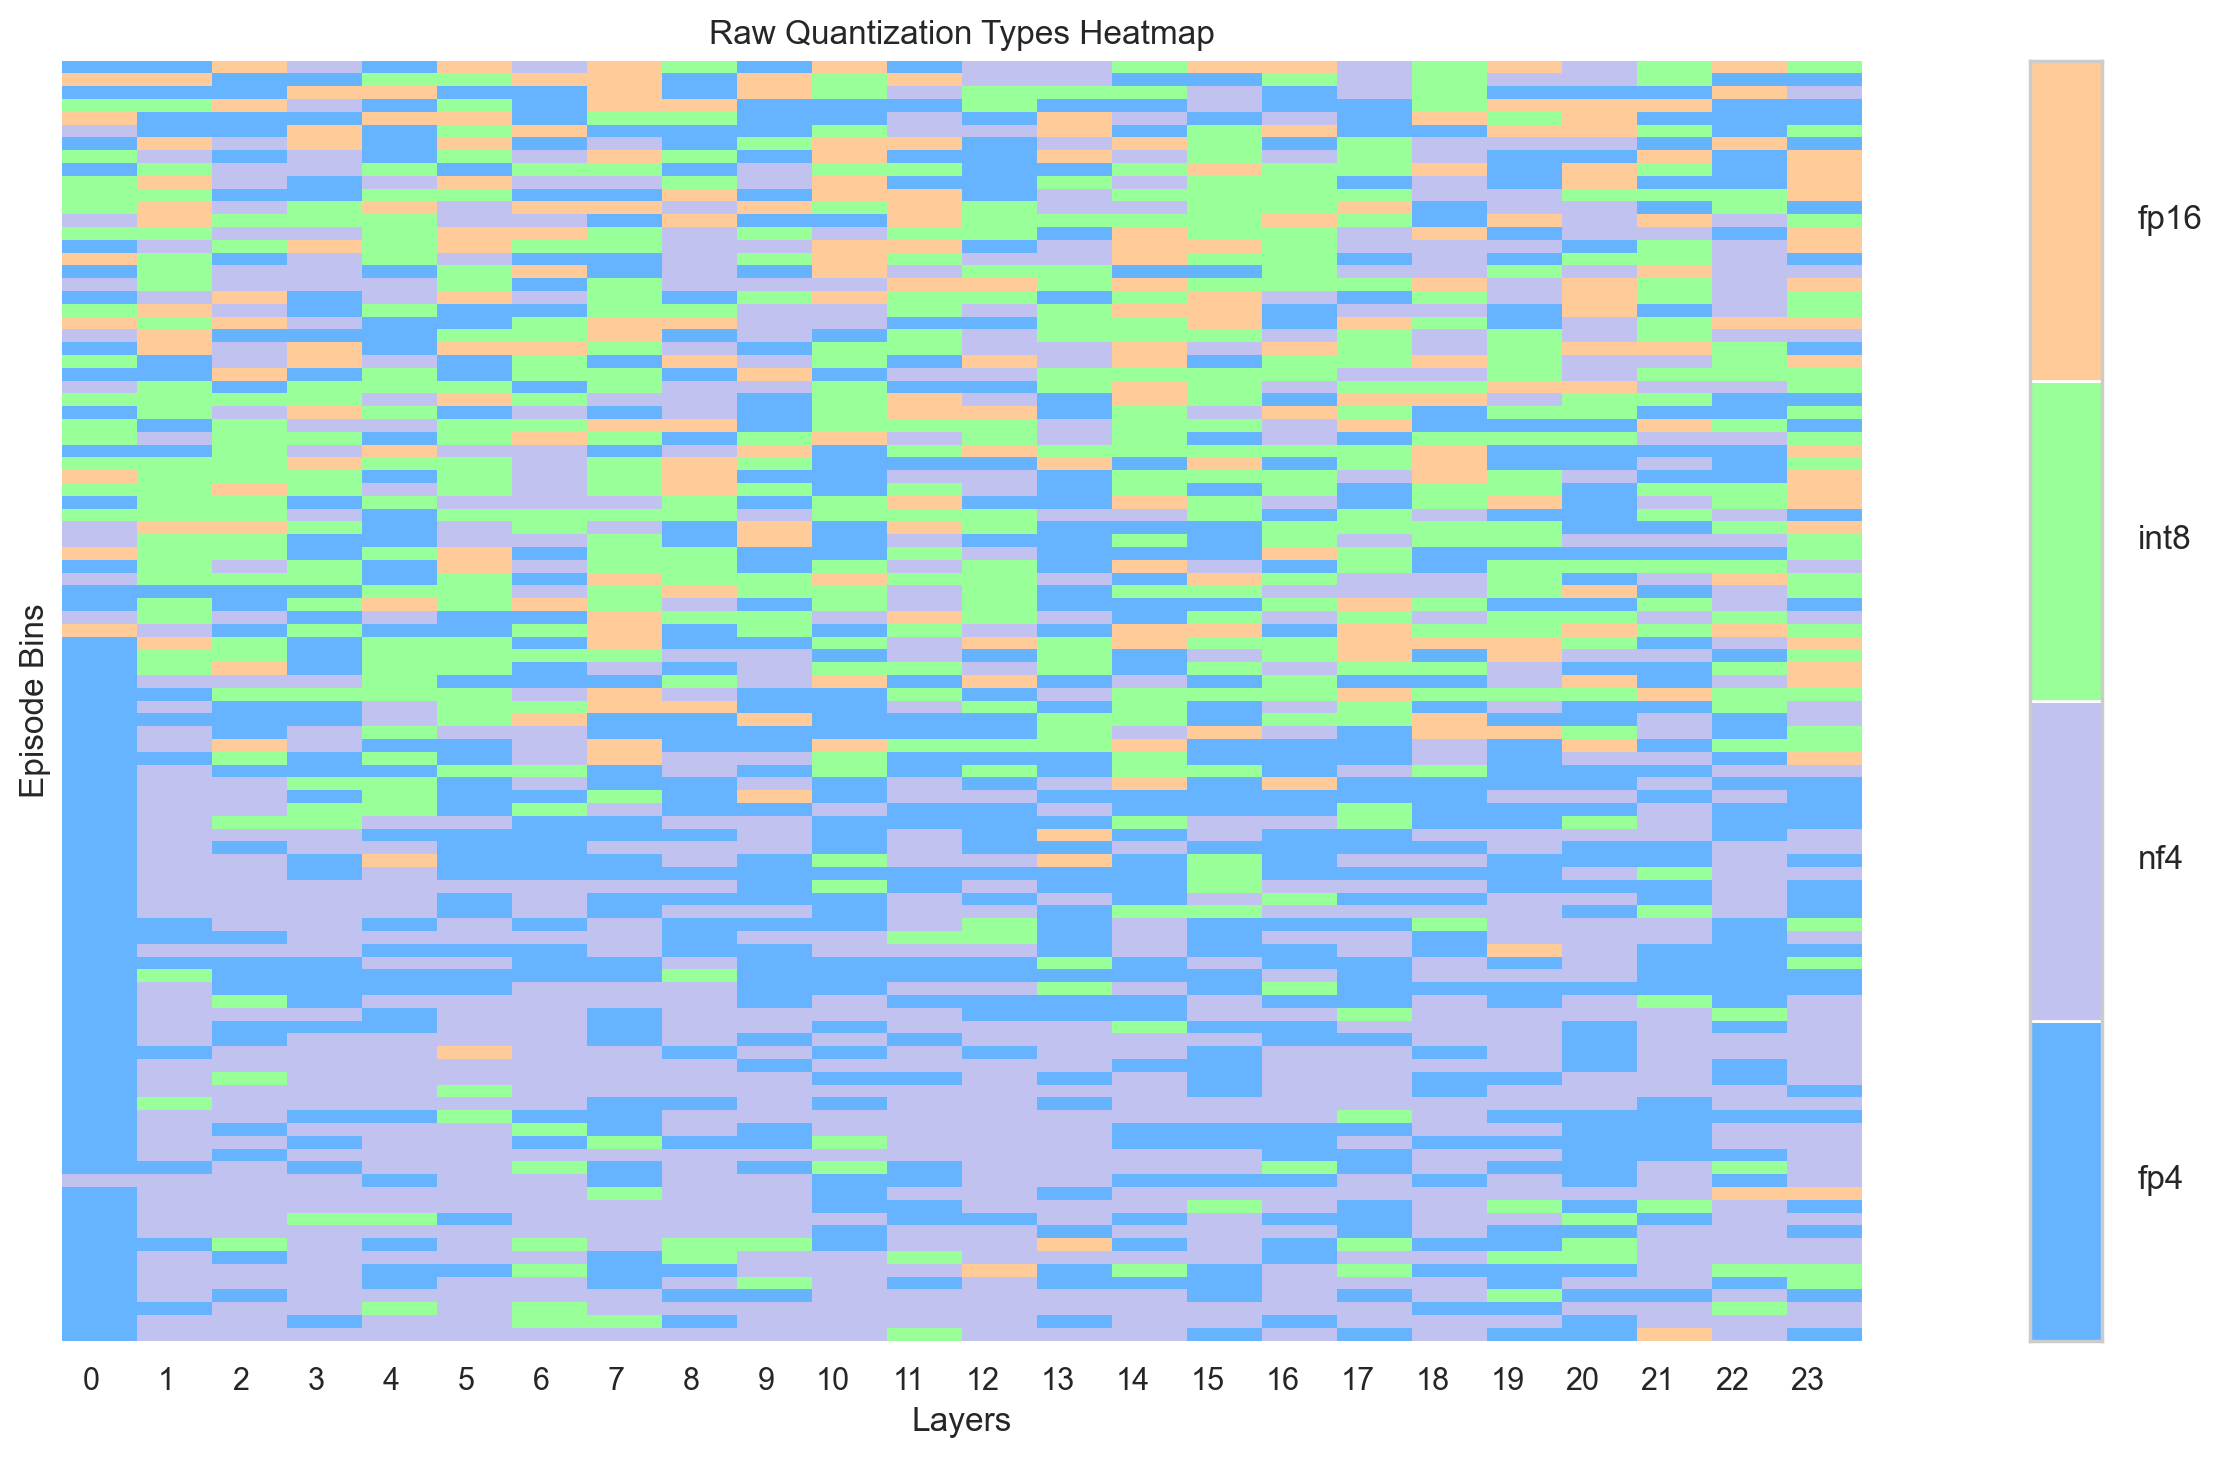 Raw Quantization Types Heatmap
fp16
int8
nf4
fp4
Episode Bins
0 1 2 3 4 5 6 7 8 9 10 11 12 13 14 15 16 17 18 19 20 21 22 23
Layers